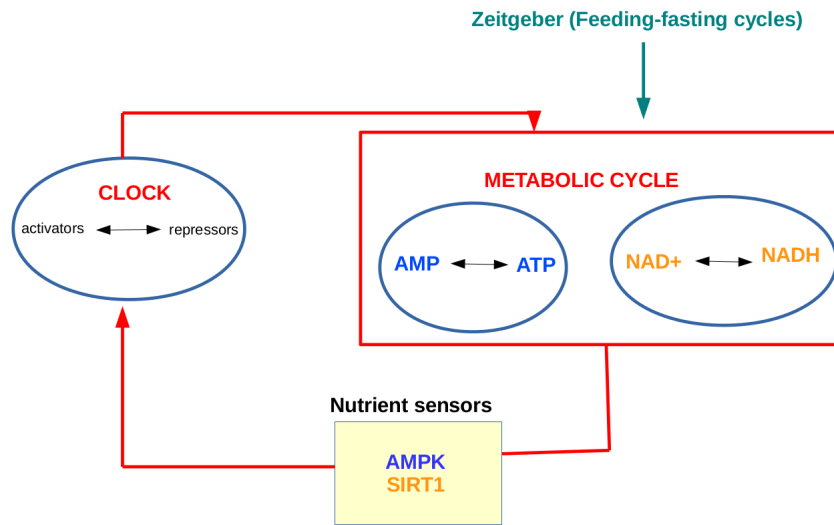 Zeitgeber (Feeding-fasting cycles)
CLOCK
activators
repressors
METABOLIC CYCLE
AMP
ATP
NAD+
NADH
Nutrient sensors
AMPK
SIRT1